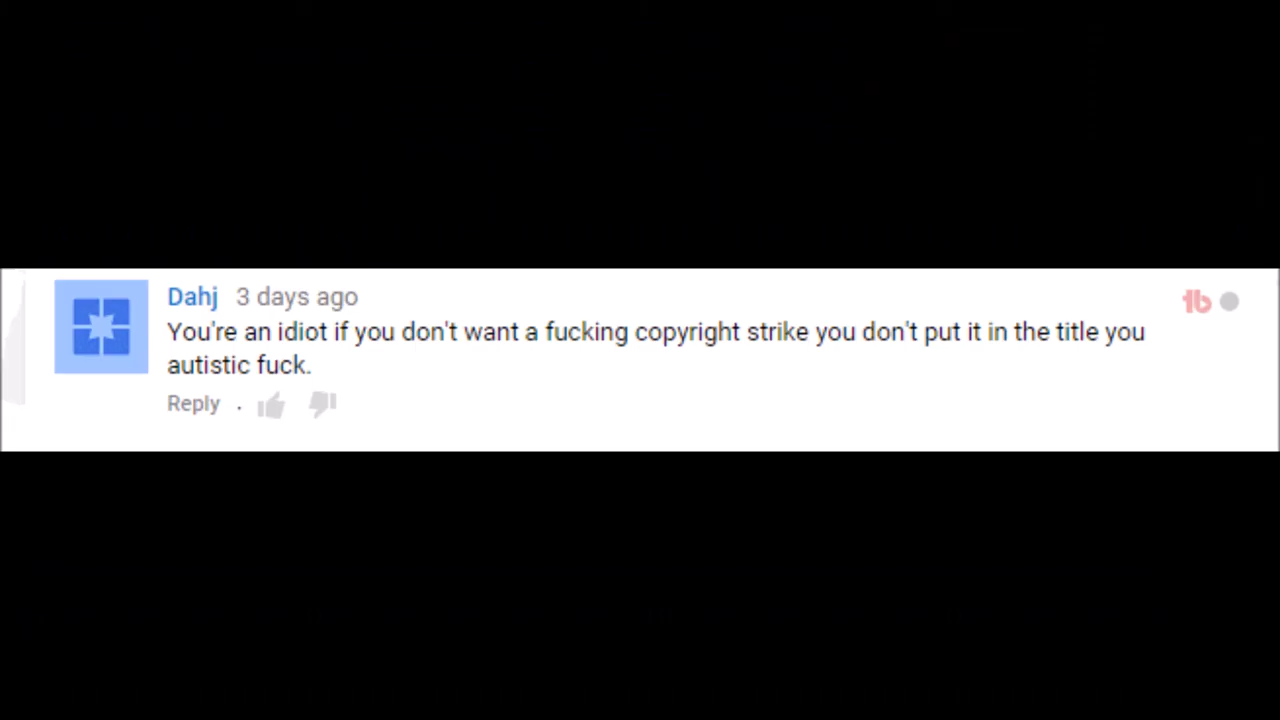 Dahj 3 days ago
You're an idiot if you don't want a fucking copyright strike you don't put it in the title you
autistic fuck.
Reply .
tb